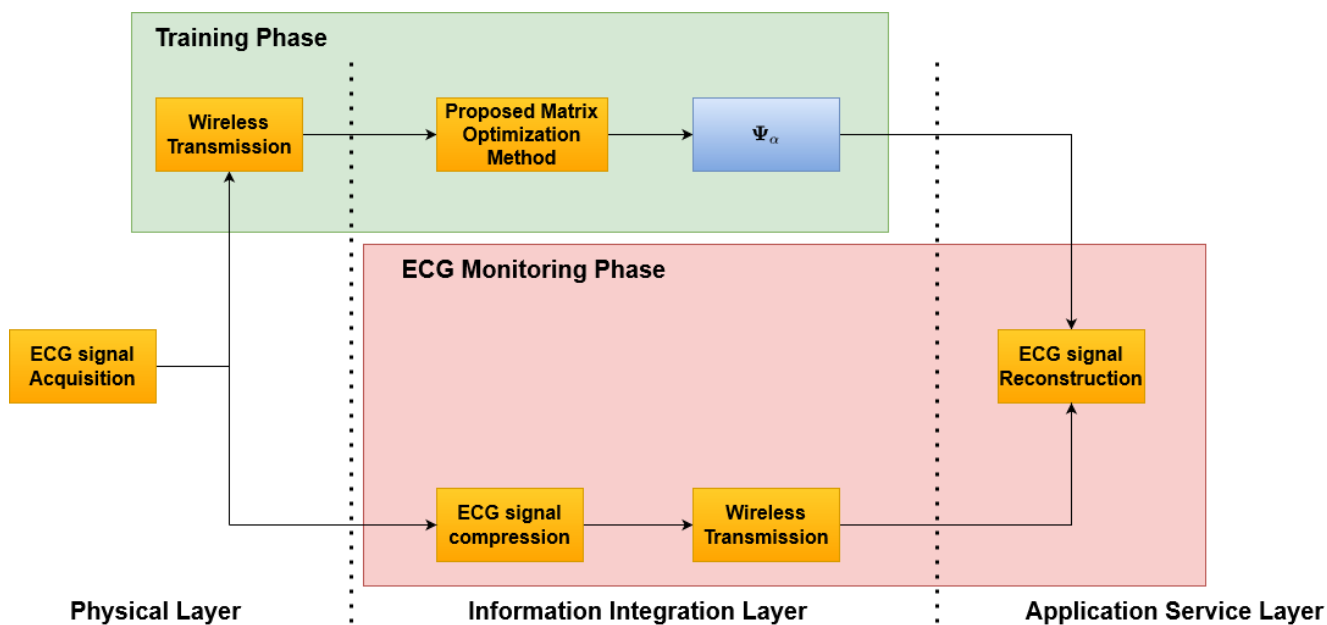 Training Phase
Wireless
Transmission
Proposed Matrix
Optimization
Method
Ψα
ECG Monitoring Phase
ECG signal
Acquisition
ECG signal
Reconstruction
ECG signal
compression
Wireless
Transmission
Physical Layer
Information Integration Layer
Application Service Layer